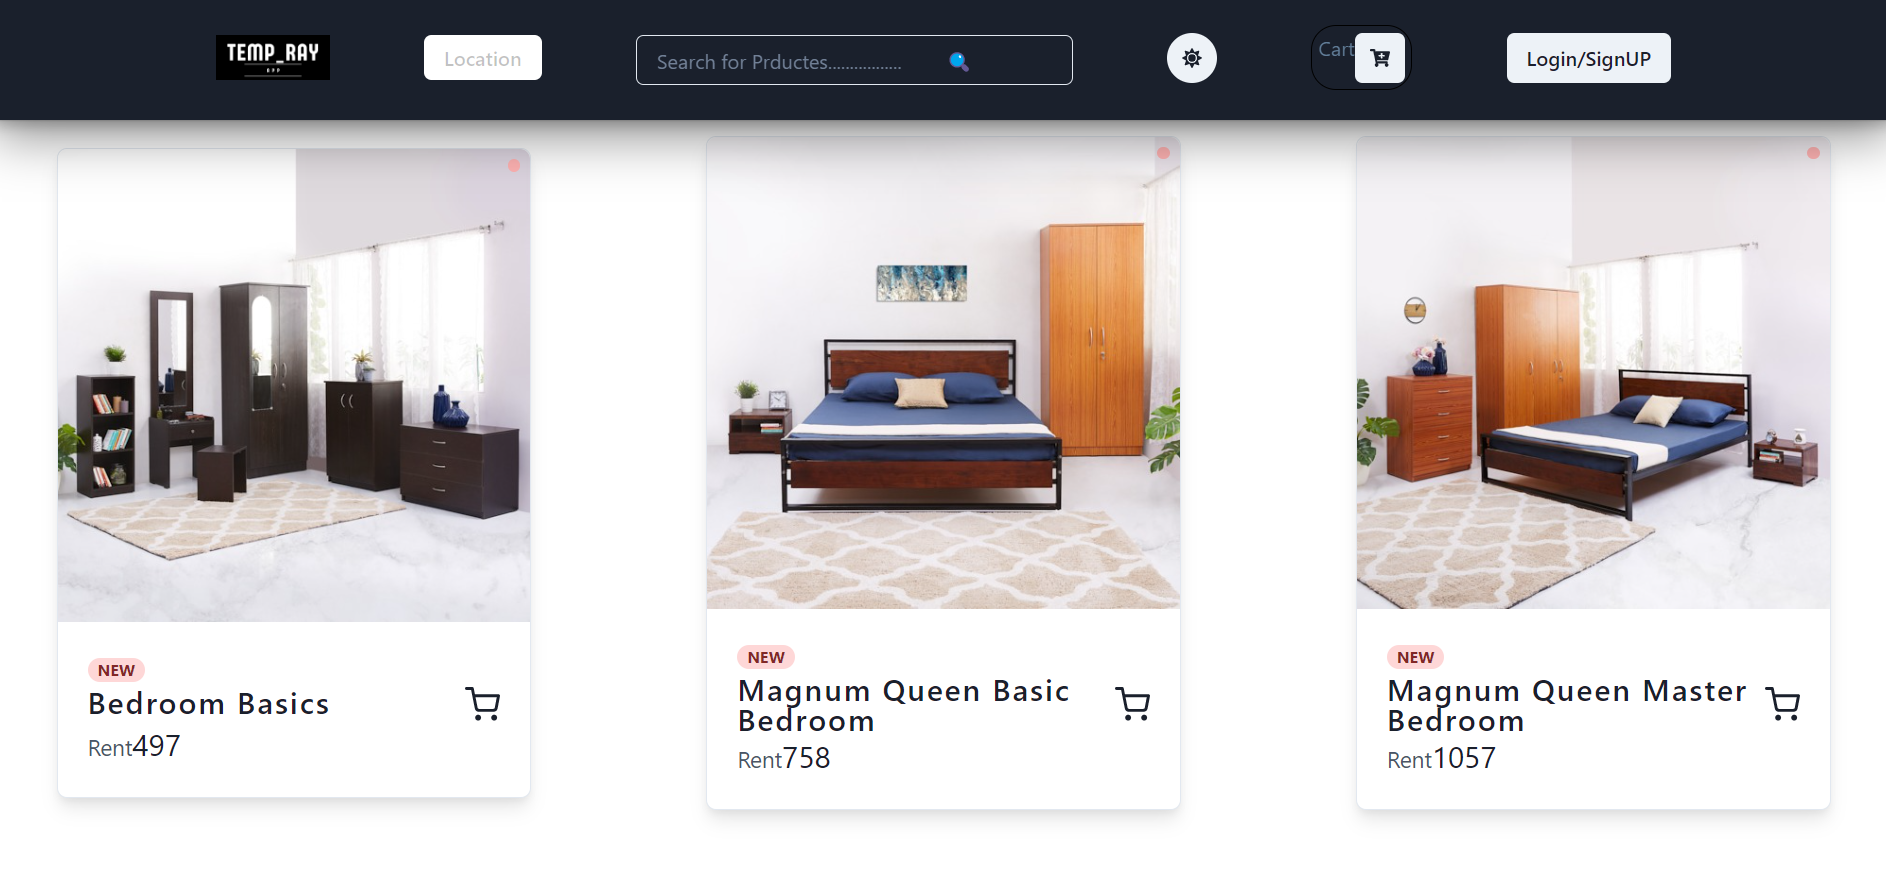 TEMP_RAY
APP
Location
Search for Prductes.................
Cart
Login/SignUP
NEW
Bedroom Basics
Rent497
NEW
Magnum Queen Basic
Bedroom
Rent758
NEW
Magnum Queen Master
Bedroom
Rent1057